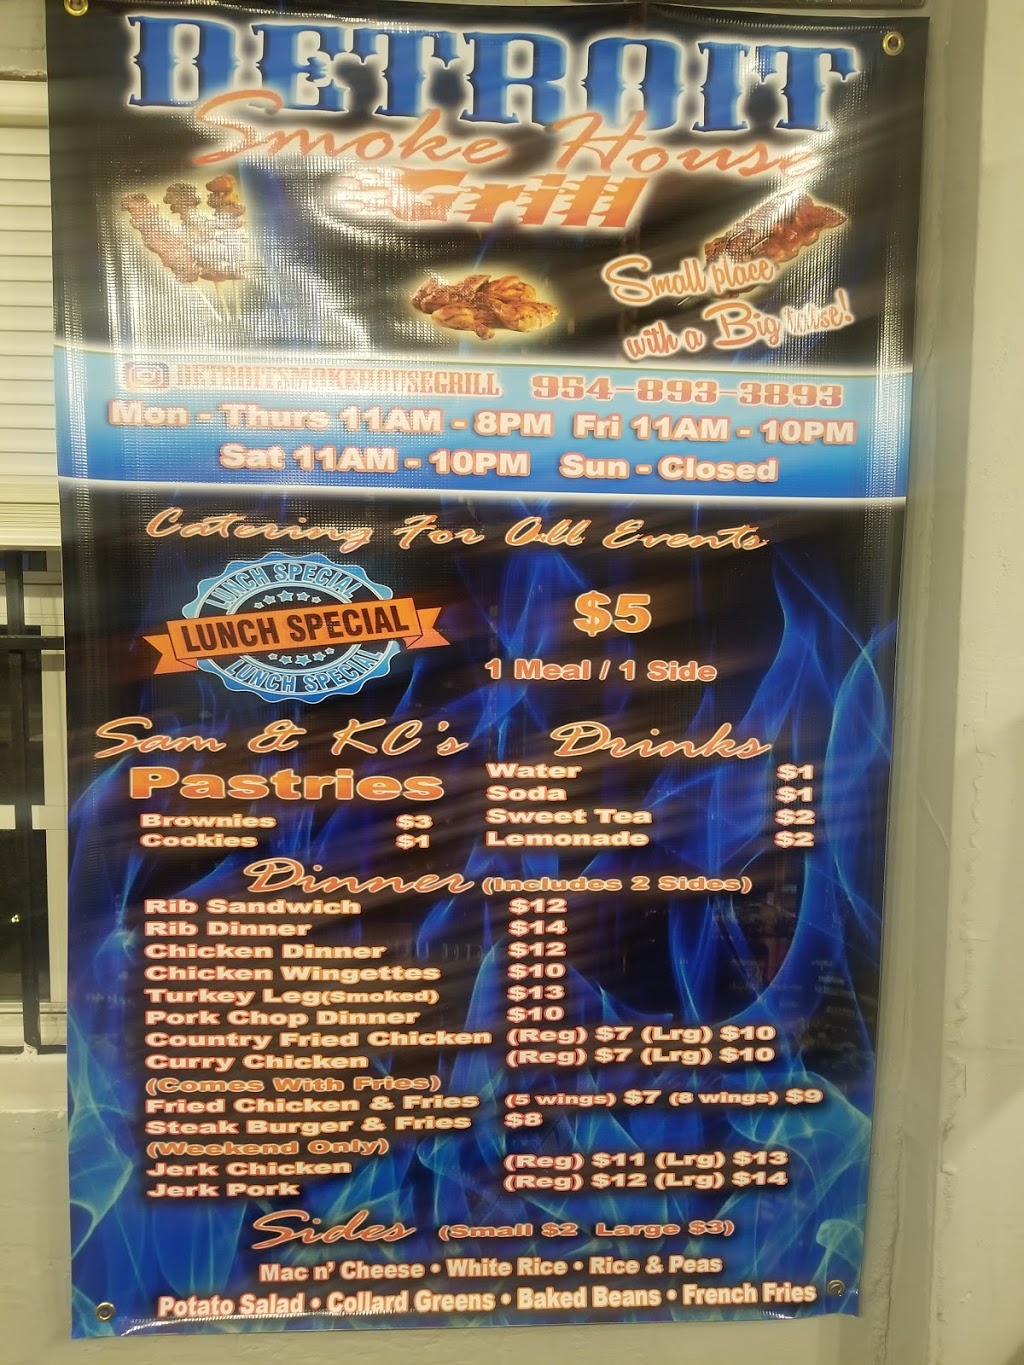 DETROIT
Smoke House
Grill
Small place
with a Big taste!
DETROITSMOKEHOUSEGRILL 954-893-3893
Mon - Thurs 11AM - 8PM Fri 11AM - 10PM
Sat 11AM - 10PM Sun - Closed
Catering For All Events
LUNCH SPECIAL
LUNCH SPECIAL
LUNCH SPECIAL
$5
1 Meal / 1 Side
Sam & KC's
Pastries
Brownies $3
Cookies $1
Drinks
Water $1
Soda $1
Sweet Tea $2
Lemonade $2
Dinner (Includes 2 Sides)
Rib Sandwich $12
Rib Dinner $14
Chicken Dinner $12
Chicken Wingettes $10
Turkey Leg(Smoked) $13
Pork Chop Dinner $10
Country Fried Chicken (Reg) $7 (Lrg) $10
Curry Chicken (Reg) $7 (Lrg) $10
(Comes With Fries)
Fried Chicken & Fries (5 wings) $7 (8 wings) $9
Steak Burger & Fries $8
(Weekend Only)
Jerk Chicken (Reg) $11 (Lrg) $13
Jerk Pork (Reg) $12 (Lrg) $14
Sides (Small $2 Large $3)
Mac n' Cheese • White Rice • Rice & Peas
Potato Salad • Collard Greens • Baked Beans • French Fries